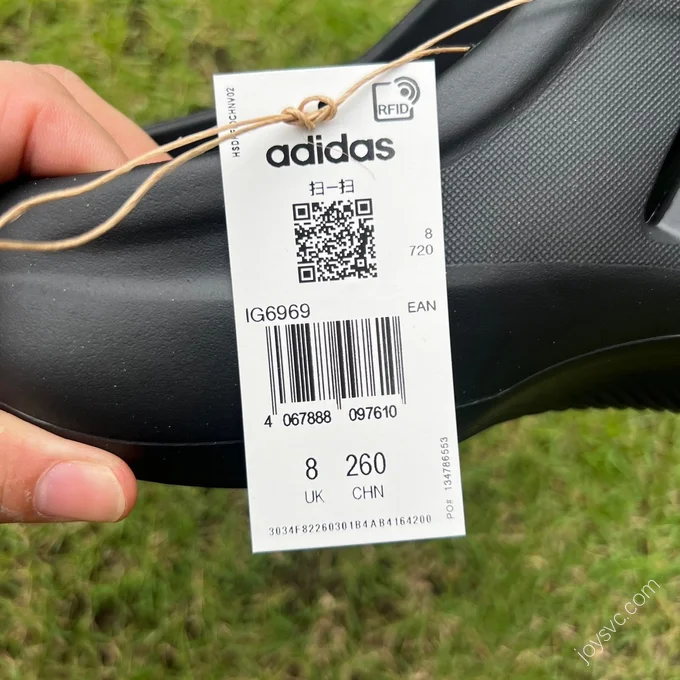 RFID
adidas
扫一扫
8
720
IG6969
EAN
4 067888 097610
8 260
UK CHN
PO# 134786553
3034F82260301B4AB4164200
joysvc.com